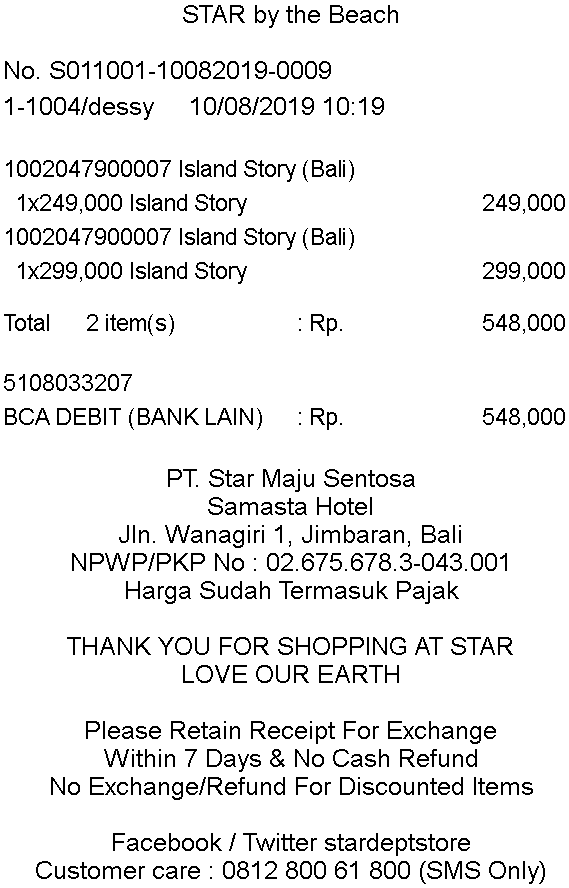 STAR by the Beach
No. S011001-10082019-0009
1-1004/dessy 10/08/2019 10:19
1002047900007 Island Story (Bali)
1x249,000 Island Story 249,000
1002047900007 Island Story (Bali)
1x299,000 Island Story 299,000
Total 2 item(s) : Rp. 548,000
5108033207
BCA DEBIT (BANK LAIN) : Rp. 548,000
PT. Star Maju Sentosa
Samasta Hotel
Jln. Wanagiri 1, Jimbaran, Bali
NPWP/PKP No : 02.675.678.3-043.001
Harga Sudah Termasuk Pajak
THANK YOU FOR SHOPPING AT STAR
LOVE OUR EARTH
Please Retain Receipt For Exchange
Within 7 Days & No Cash Refund
No Exchange/Refund For Discounted Items
Facebook / Twitter stardeptstore
Customer care : 0812 800 61 800 (SMS Only)